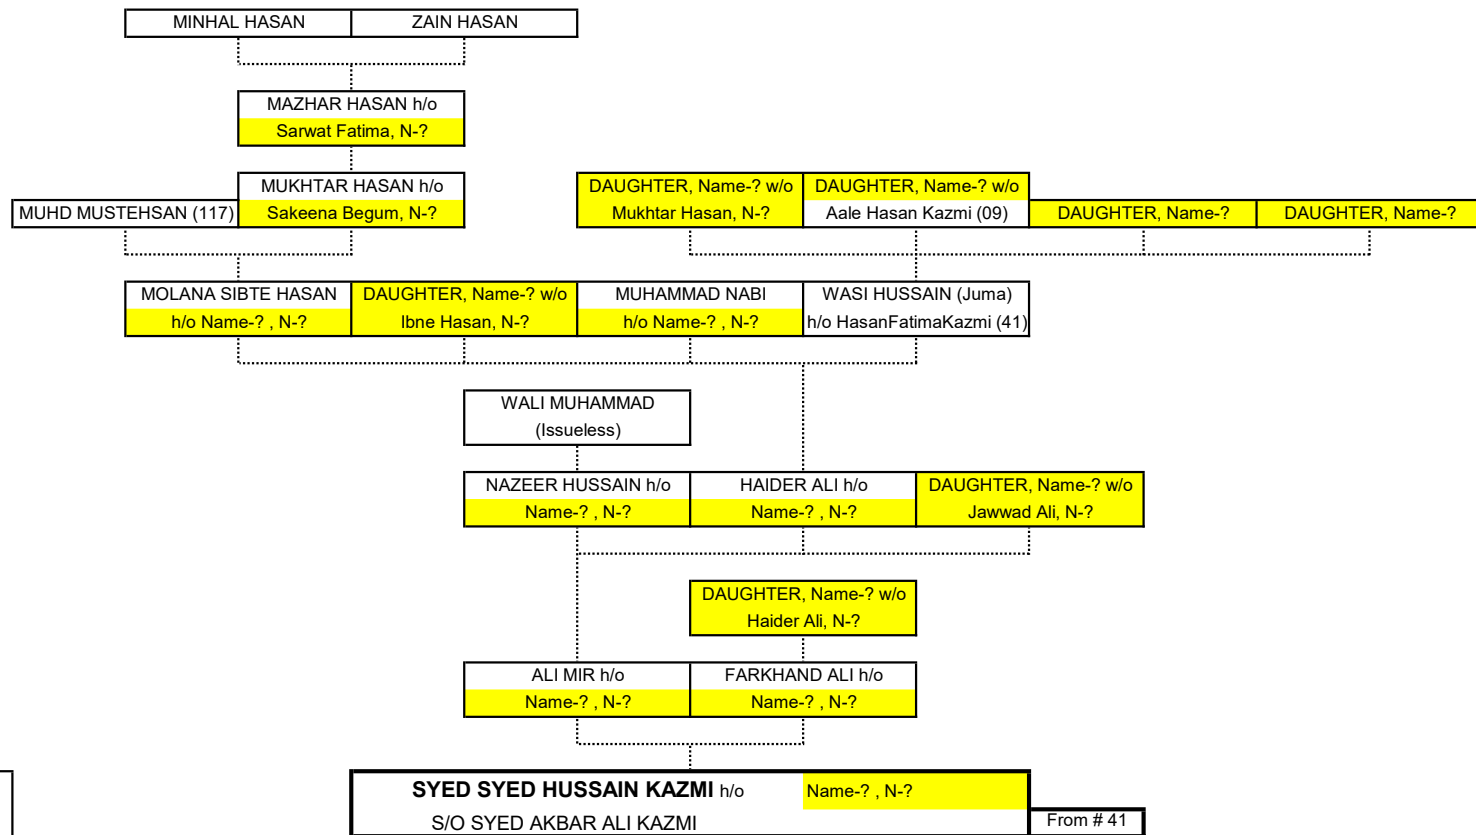 MINHAL HASAN ZAIN HASAN
MAZHAR HASAN h/o
Sarwat Fatima, N-?
MUKHTAR HASAN h/o DAUGHTER, Name-? w/o DAUGHTER, Name-? w/o
MUHD MUSTEHSAN (117) Sakeena Begum, N-? Mukhtar Hasan, N-? Aale Hasan Kazmi (09) DAUGHTER, Name-? DAUGHTER, Name-?
MOLANA SIBTE HASAN DAUGHTER, Name-? w/o MUHAMMAD NABI WASI HUSSAIN (Juma)
h/o Name-? , N-? Ibne Hasan, N-? h/o Name-? , N-? h/o HasanFatimaKazmi (41)
WALI MUHAMMAD
(Issueless)
NAZEER HUSSAIN h/o HAIDER ALI h/o DAUGHTER, Name-? w/o
Name-? , N-? Name-? , N-? Jawwad Ali, N-?
DAUGHTER, Name-? w/o
Haider Ali, N-?
ALI MIR h/o FARKHAND ALI h/o
Name-? , N-? Name-? , N-?
SYED SYED HUSSAIN KAZMI h/o Name-? , N-?
S/O SYED AKBAR ALI KAZMI From # 41